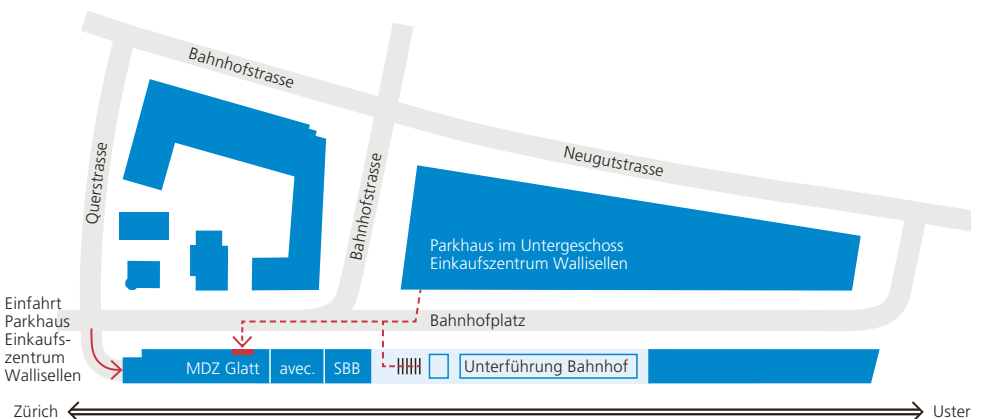 Bahnhofstrasse
Neugutstrasse
Querstrasse
Bahnhofstrasse
Parkhaus im Untergeschoss
Einkaufszentrum Wallisellen
Einfahrt
Parkhaus
Einkaufs-
zentrum
Wallisellen
Bahnhofplatz
MDZ Glatt
avec.
SBB
Unterführung Bahnhof
Zürich
Uster